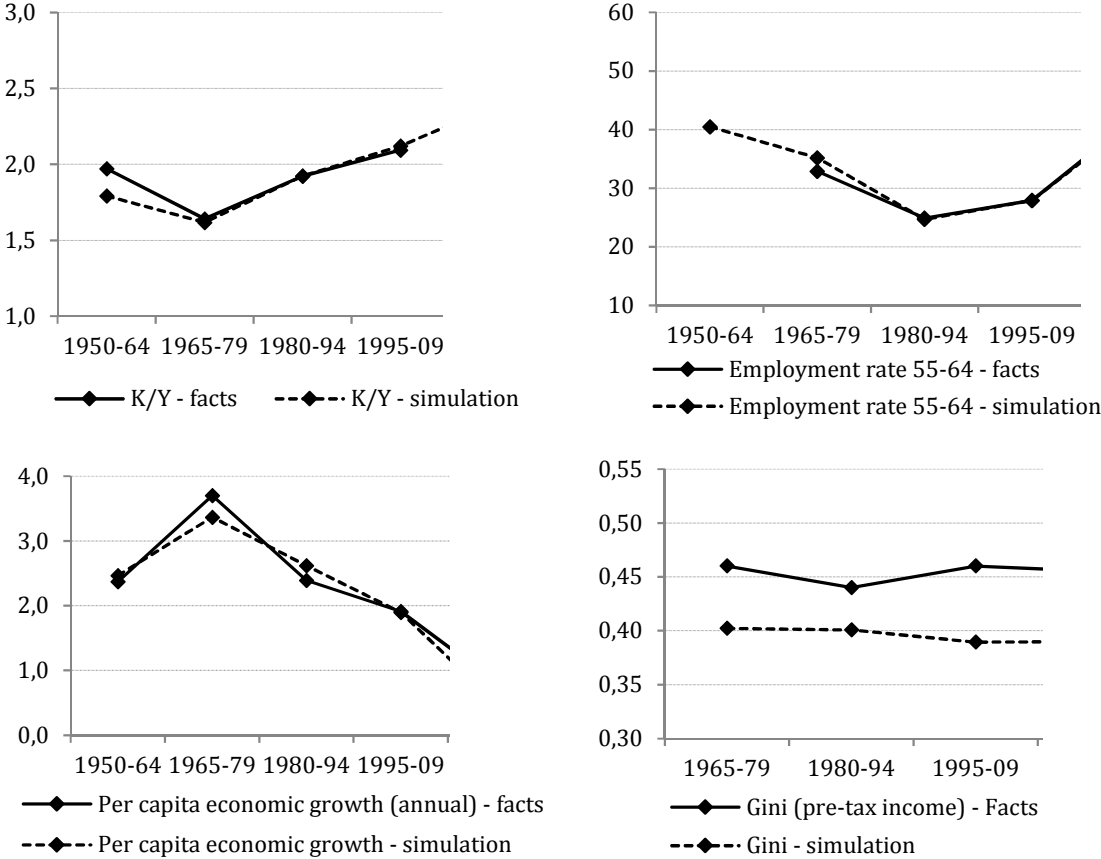 3,0
2,5
2,0
1,5
1,0
1950-64 1965-79 1980-94 1995-09
K/Y - facts K/Y - simulation
60
50
40
30
20
10
1950-64 1965-79 1980-94 1995-09
Employment rate 55-64 - facts
Employment rate 55-64 - simulation
4,0
3,0
2,0
1,0
0,0
1950-64 1965-79 1980-94 1995-09
Per capita economic growth (annual) - facts
Per capita economic growth - simulation
0,55
0,50
0,45
0,40
0,35
0,30
1965-79 1980-94 1995-09
Gini (pre-tax income) - Facts
Gini - simulation